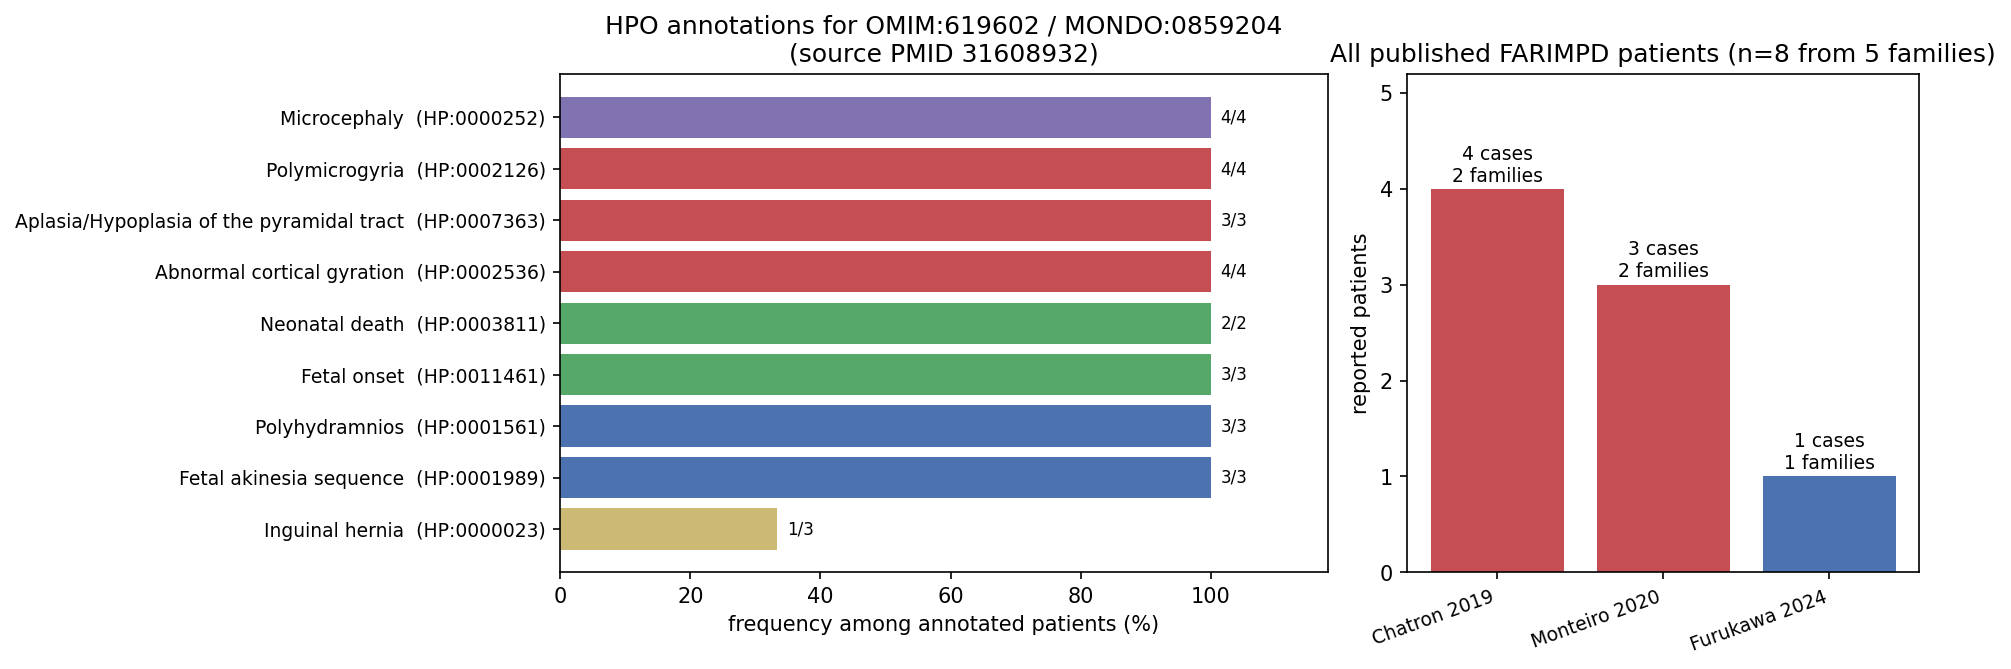 HPO annotations for OMIM:619602 / MONDO:0859204
(source PMID 31608932)
Microcephaly (HP:0000252)
4/4
Polymicrogyria (HP:0002126)
4/4
Aplasia/Hypoplasia of the pyramidal tract (HP:0007363)
3/3
Abnormal cortical gyration (HP:0002536)
4/4
Neonatal death (HP:0003811)
2/2
Fetal onset (HP:0011461)
3/3
Polyhydramnios (HP:0001561)
3/3
Fetal akinesia sequence (HP:0001989)
3/3
Inguinal hernia (HP:0000023)
1/3
0 20 40 60 80 100
frequency among annotated patients (%)
All published FARIMPD patients (n=8 from 5 families)
reported patients
5
4
3
2
1
0
4 cases
2 families
3 cases
2 families
1 cases
1 families
Chatron 2019
Monteiro 2020
Furukawa 2024